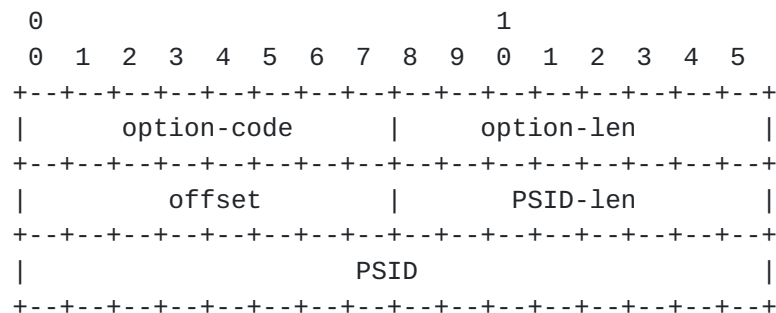 0                             1
 0  1  2  3  4  5  6  7  8  9  0  1  2  3  4  5
+--+--+--+--+--+--+--+--+--+--+--+--+--+--+--+--+
|      option-code      |     option-len        |
+--+--+--+--+--+--+--+--+--+--+--+--+--+--+--+--+
|         offset        |       PSID-len        |
+--+--+--+--+--+--+--+--+--+--+--+--+--+--+--+--+
|                     PSID                      |
+--+--+--+--+--+--+--+--+--+--+--+--+--+--+--+--+